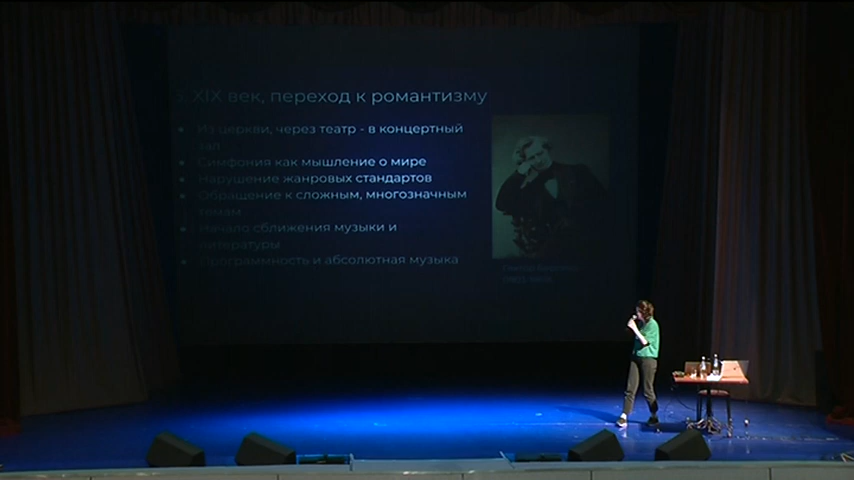 XIX век, переход к романтизму
Из церкви, через театр - в концертный
зал
Симфония как мышление о мире
Нарушение жанровых стандартов
Обращение к сложным, многозначным
темам
Начало сближения музыки и
литературы
Программность и абсолютная музыка